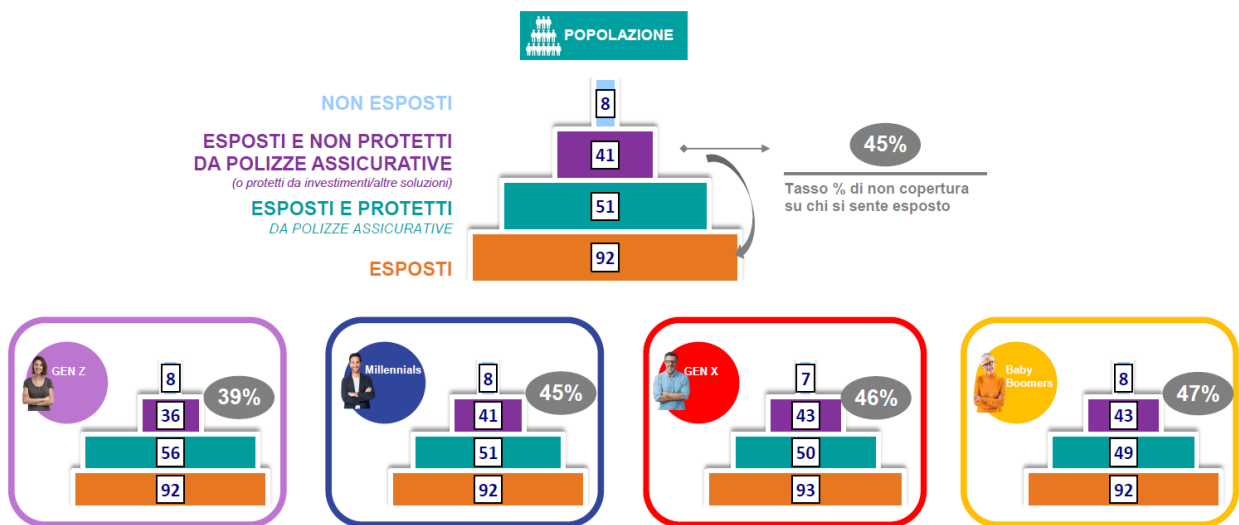 POPOLAZIONE
NON ESPOSTI
8
ESPOSTI E NON PROTETTI
DA POLIZZE ASSICURATIVE
(o protetti da investimenti/altre soluzioni)
41
45%
Tasso % di non copertura
su chi si sente esposto
ESPOSTI E PROTETTI
DA POLIZZE ASSICURATIVE
51
ESPOSTI
92
GEN Z
8
39%
36
56
92
Millennials
8
45%
41
51
92
GEN X
7
46%
43
50
93
Baby
Boomers
8
47%
43
49
92